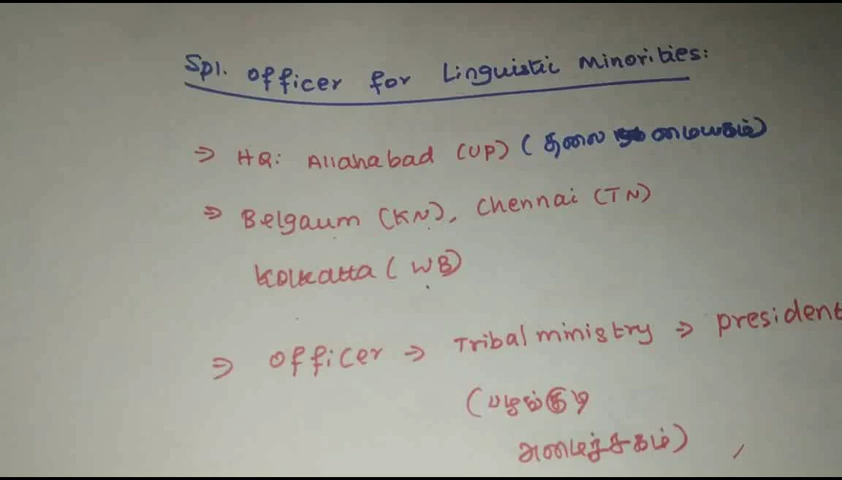 Spl. Officer for Linguistic Minorities:
⇒ HQ: Allahabad (UP) (தலை மையகம்)
⇒ Belgaum (KN), Chennai (TN)
Kolkatta (WB)
⇒ Officer → Tribal ministry ⇒ president
(பழங்குடி
அமைச்சகம்)